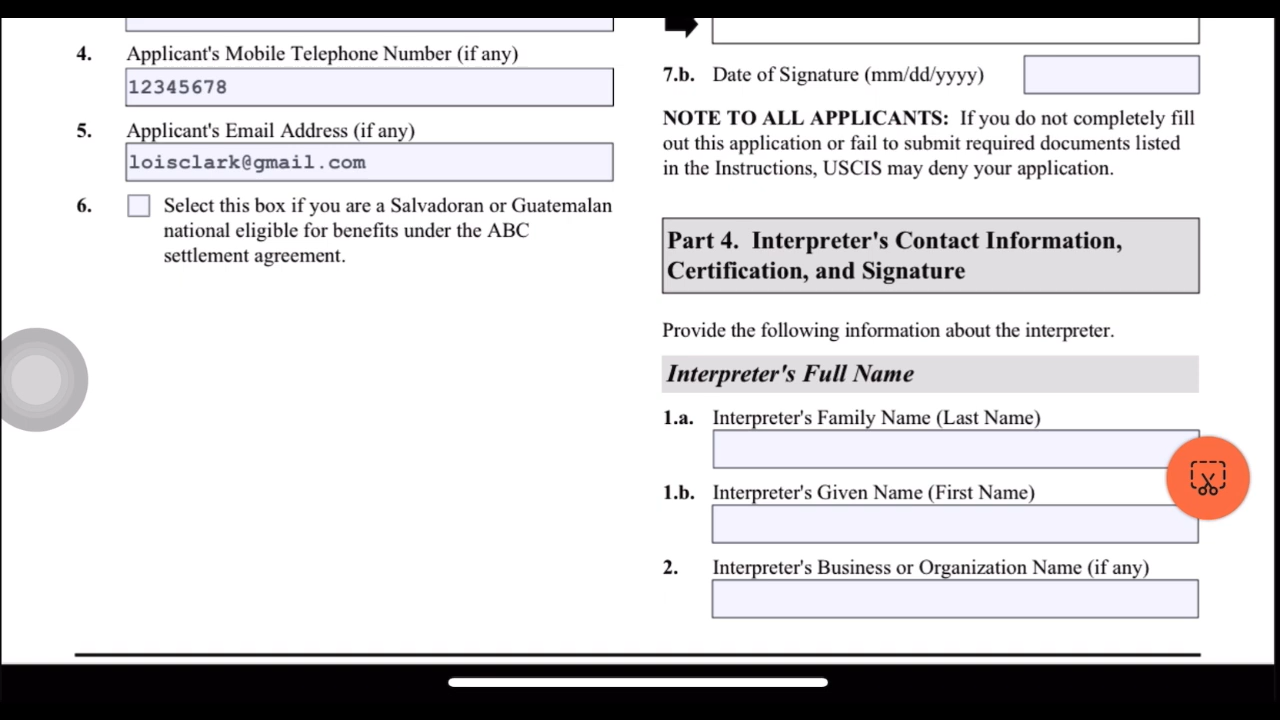 4. Applicant's Mobile Telephone Number (if any)
12345678
5. Applicant's Email Address (if any)
loisclark@gmail.com
6. Select this box if you are a Salvadoran or Guatemalan
national eligible for benefits under the ABC
settlement agreement.
7.b. Date of Signature (mm/dd/yyyy)
NOTE TO ALL APPLICANTS: If you do not completely fill
out this application or fail to submit required documents listed
in the Instructions, USCIS may deny your application.
Part 4. Interpreter's Contact Information,
Certification, and Signature
Provide the following information about the interpreter.
Interpreter's Full Name
1.a. Interpreter's Family Name (Last Name)
1.b. Interpreter's Given Name (First Name)
2. Interpreter's Business or Organization Name (if any)